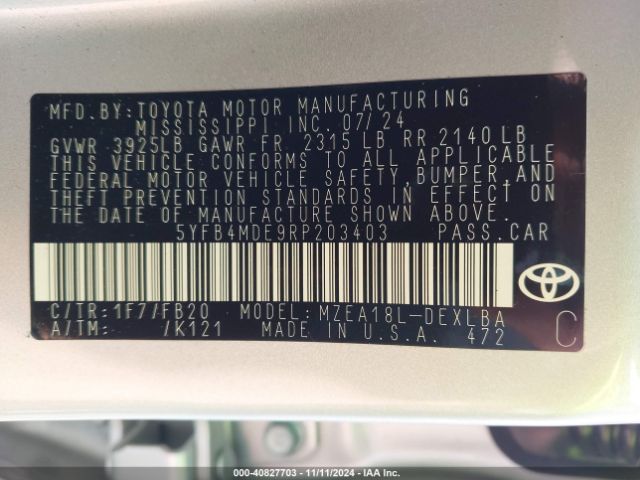 MFD. BY: TOYOTA MOTOR MANUFACTURING
MISSISSIPPI INC. 07/24
GVWR 3925LB GAWR FR 2315 LB RR 2140 LB
THIS VEHICLE CONFORMS TO ALL APPLICABLE
FEDERAL MOTOR VEHICLE SAFETY, BUMPER, AND
THEFT PREVENTION STANDARDS IN EFFECT ON
THE DATE OF MANUFACTURE SHOWN ABOVE.
5YFB4MDE9RP203403 PASS. CAR
C/TR: 1F7/FB20 MODEL: MZEA18L-DEXLBA
A/TM: /K121 MADE IN U.S.A. 472
C
000-40827703 - 11/11/2024 - IAA Inc.